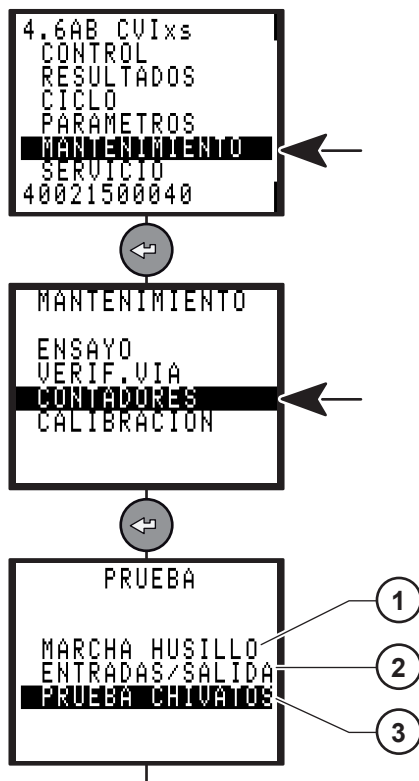 4.6AB CVIxs
CONTROL
RESULTADOS
CICLO
PARAMETROS
MANTENIMIENTO
SERVICIO
40021500040
MANTENIMIENTO
ENSAYO
VERIF.VIA
CONTADORES
CALIBRACION
PRUEBA
MARCHA HUSILLO
ENTRADAS/SALIDA
PRUEBA CHIVATOS
1
2
3